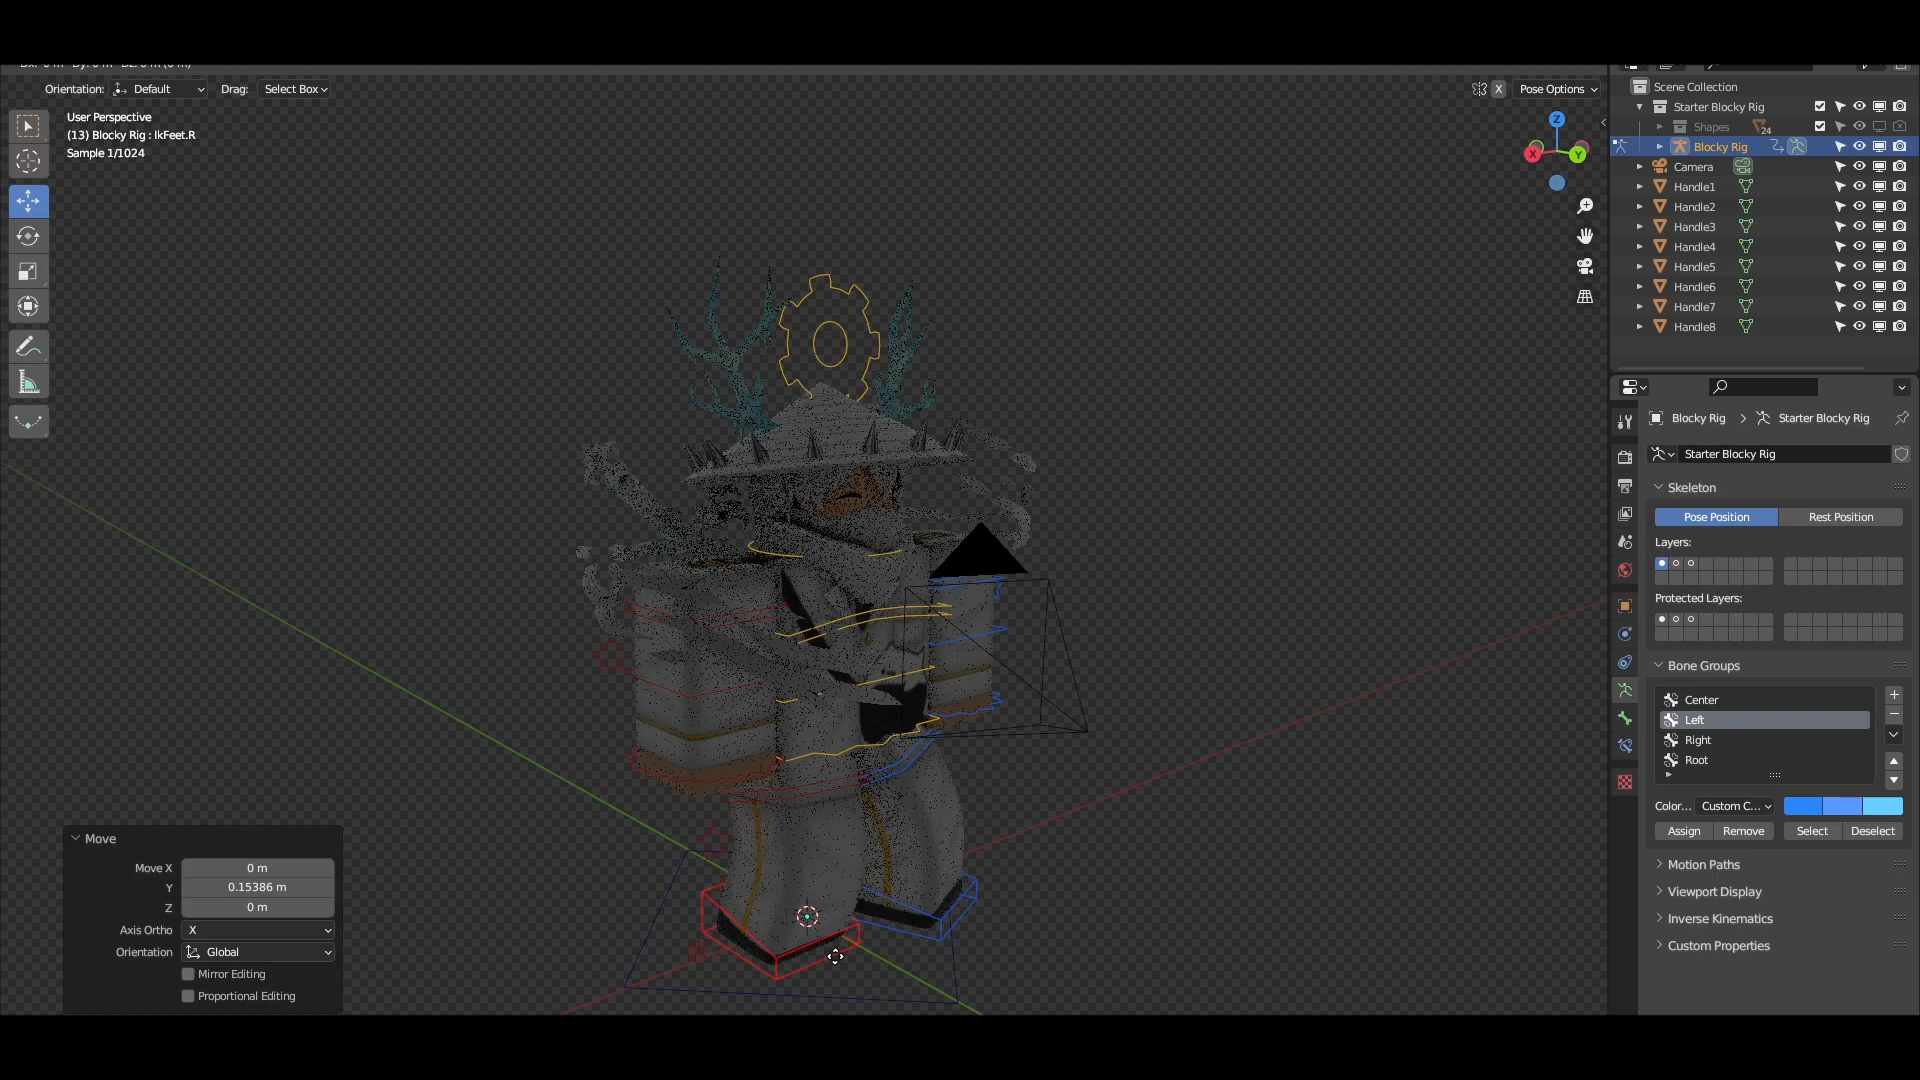 Orientation: Default Drag: Select Box
X Pose Options
User Perspective
(13) Blocky Rig : IkFeet.R
Sample 1/1024
Z
X
Y
Scene Collection
Starter Blocky Rig
Shapes 24
Blocky Rig
Camera
Handle1
Handle2
Handle3
Handle4
Handle5
Handle6
Handle7
Handle8
Blocky Rig > Starter Blocky Rig
Starter Blocky Rig
Skeleton
Pose Position Rest Position
Layers:
Protected Layers:
Bone Groups
Center
Left
Right
Root
Color... Custom C...
Assign Remove Select Deselect
Motion Paths
Viewport Display
Inverse Kinematics
Custom Properties
Move
Move X 0 m
Y 0.15386 m
Z 0 m
Axis Ortho X
Orientation Global
Mirror Editing
Proportional Editing